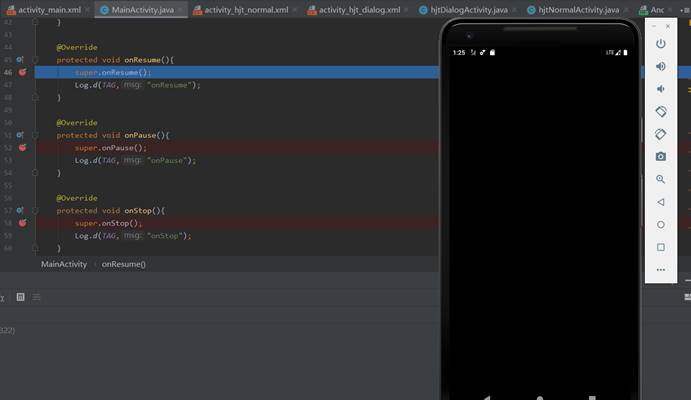 activity_main.xml MainActivity.java activity_hjt_normal.xml activity_hjt_dialog.xml hjtDialogActivity.java hjtNormalActivity.java And
42 }
43
44 @Override
45 protected void onResume(){
46 super.onResume();
47 Log.d(TAG, msg: "onResume");
48 }
49
50 @Override
51 protected void onPause(){
52 super.onPause();
53 Log.d(TAG, msg: "onPause");
54 }
55
56 @Override
57 protected void onStop(){
58 super.onStop();
59 Log.d(TAG, msg: "onStop");
60 }
MainActivity › onResume()
322)
1:25 LTE